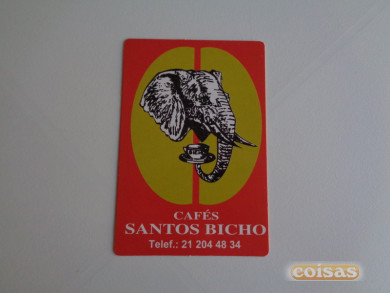 CAFÉS
SANTOS BICHO
Telef.: 21 204 48 34
coisas